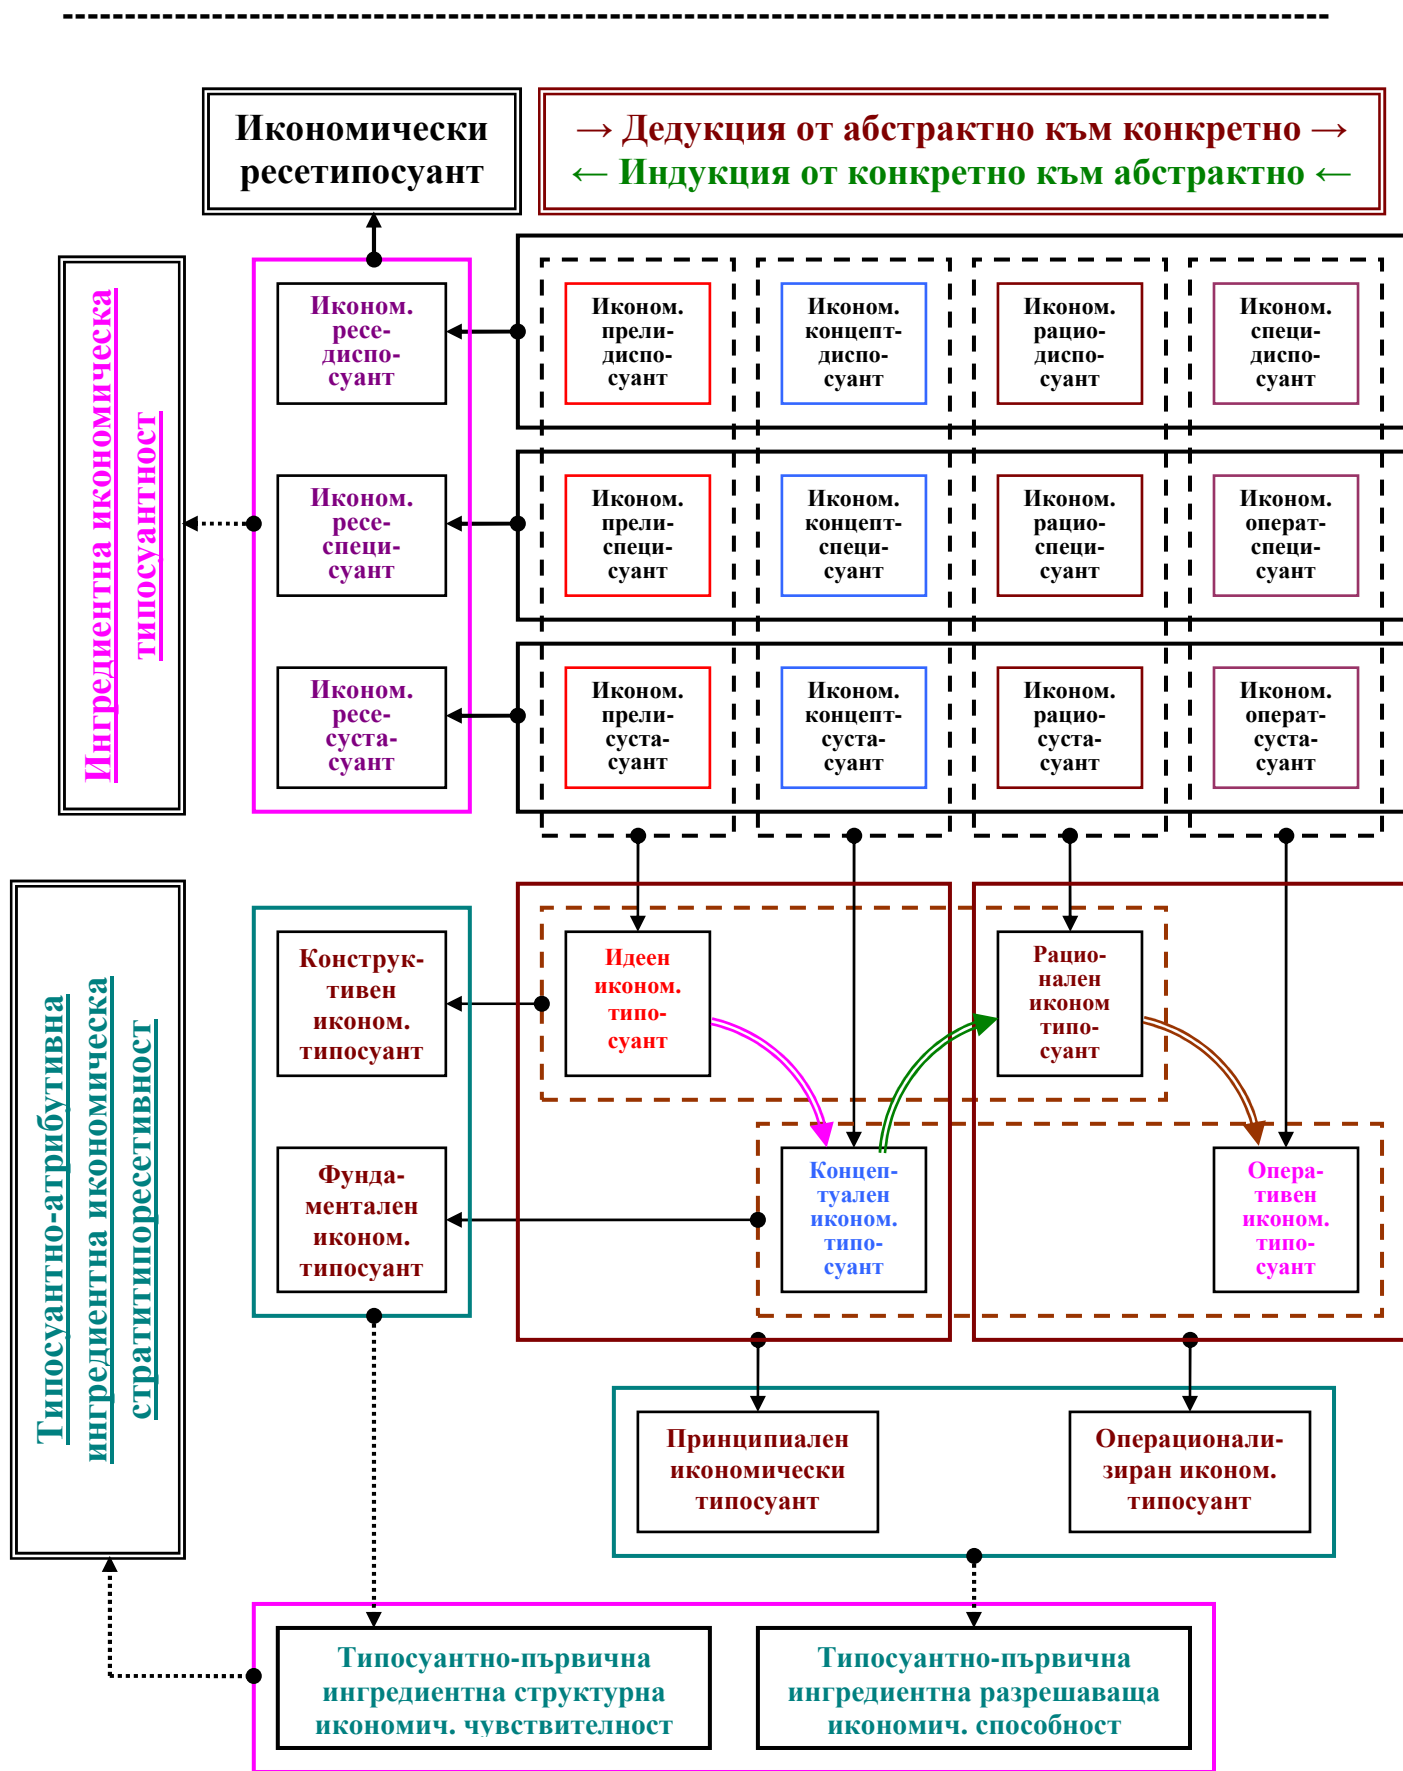 Икономически
ресетипосуант
→ Дедукция от абстрактно към конкретно →
← Индукция от конкретно към абстрактно ←
Ингредиентна икономическа
типосуантност
Иконом.
ресе-
диспо-
суант
Иконом.
прели-
диспо-
суант
Иконом.
концепт-
диспо-
суант
Иконом.
рацио-
диспо-
суант
Иконом.
специ-
диспо-
суант
Иконом.
ресе-
специ-
суант
Иконом.
прели-
специ-
суант
Иконом.
концепт-
специ-
суант
Иконом.
рацио-
специ-
суант
Иконом.
операт-
специ-
суант
Иконом.
ресе-
суста-
суант
Иконом.
прели-
суста-
суант
Иконом.
концепт-
суста-
суант
Иконом.
рацио-
суста-
суант
Иконом.
операт-
суста-
суант
Типосуантно-атрибутивна
ингредиентна икономическа
стратитипоресетивност
Конструк-
тивен
иконом.
типосуант
Идеен
иконом.
типо-
суант
Рацио-
нален
иконом
типо-
суант
Фунда-
ментален
иконом.
типосуант
Концеп-
туален
иконом.
типо-
суант
Опера-
тивен
иконом.
типо-
суант
Принципиален
икономически
типосуант
Операционали-
зиран иконом.
типосуант
Типосуантно-първична
ингредиентна структурна
икономич. чувствителност
Типосуантно-първична
ингредиентна разрешаваща
икономич. способност